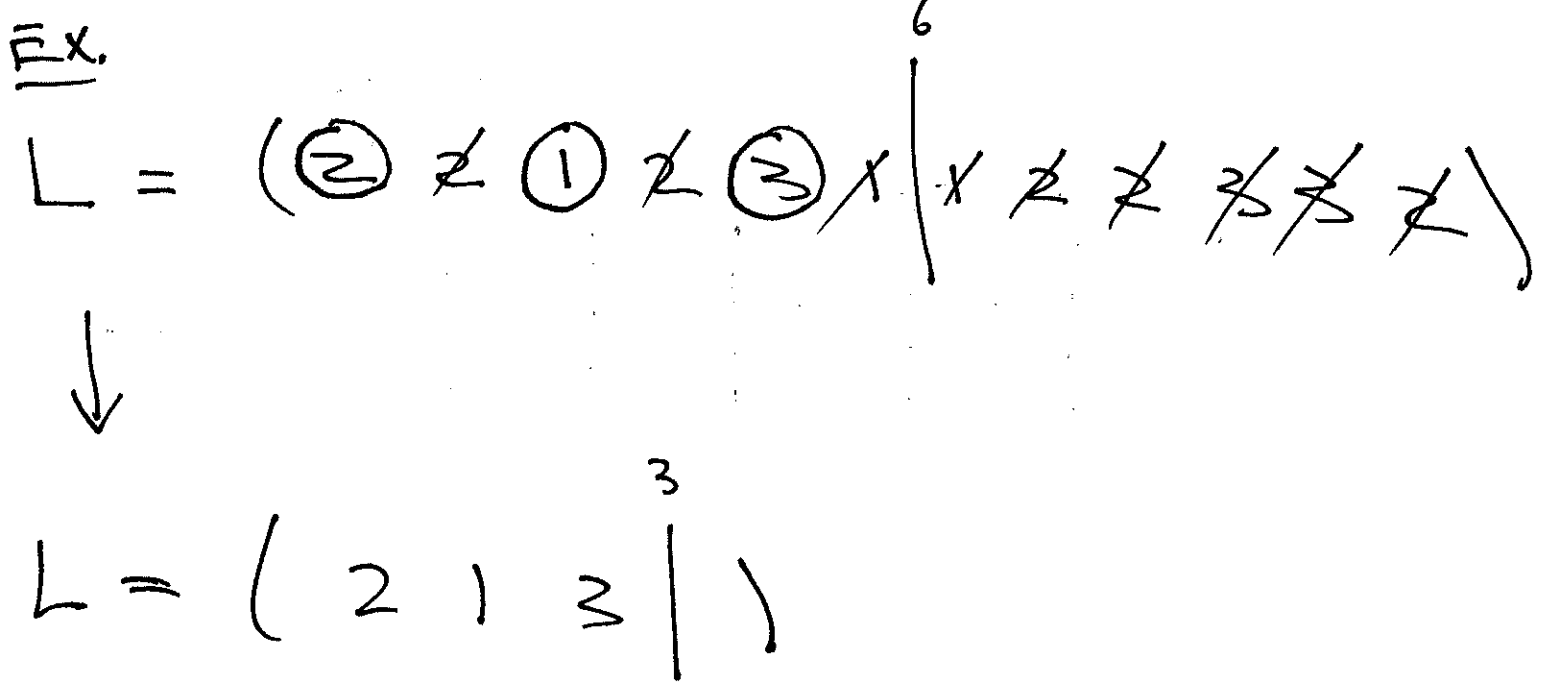 Ex.
6
L = (2 2 1 2 3 1 | 1 2 2 3 3 2)
↓
3
L = ( 2 1 3 | )